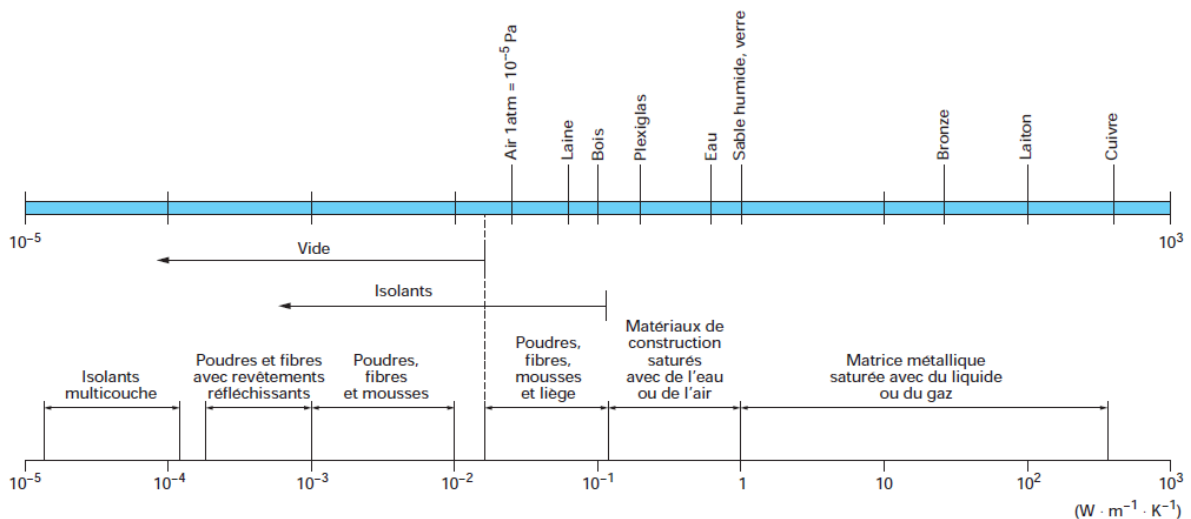 Air 1atm = 10⁻⁵ Pa
Laine
Bois
Plexiglas
Eau
Sable humide, verre
Bronze
Laiton
Cuivre
10⁻⁵
10³
Vide
Isolants
Isolants
multicouche
Poudres et fibres
avec revêtements
réfléchissants
Poudres,
fibres
et mousses
Poudres,
fibres,
mousses
et liège
Matériaux de
construction
saturés
avec de l'eau
ou de l'air
Matrice métallique
saturée avec du liquide
ou du gaz
10⁻⁵
10⁻⁴
10⁻³
10⁻²
10⁻¹
1
10
10²
10³
(W · m⁻¹ · K⁻¹)